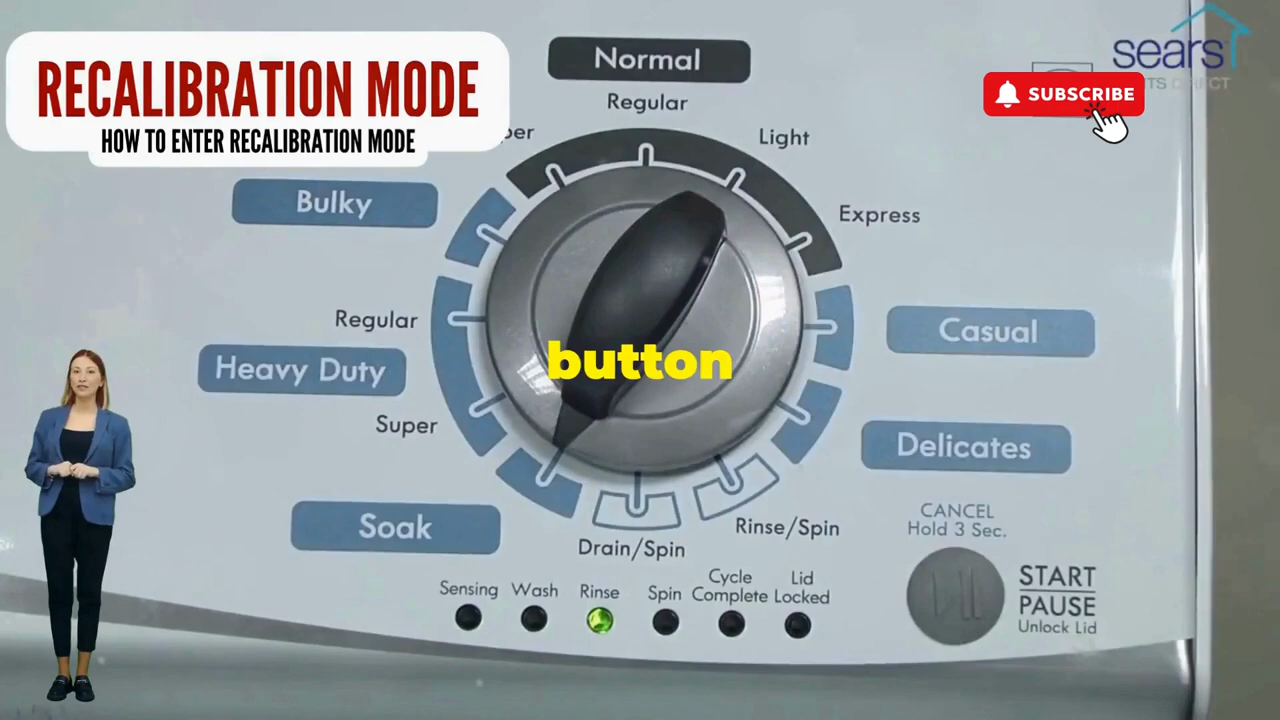 RECALIBRATION MODE
HOW TO ENTER RECALIBRATION MODE
sears
SUBSCRIBE
Normal
Regular
Light
Express
Bulky
Regular
Heavy Duty
Super
button
Casual
Delicates
Soak
Drain/Spin
Rinse/Spin
CANCEL
Hold 3 Sec.
Sensing
Wash
Rinse
Spin
Cycle
Complete
Lid
Locked
START
PAUSE
Unlock Lid